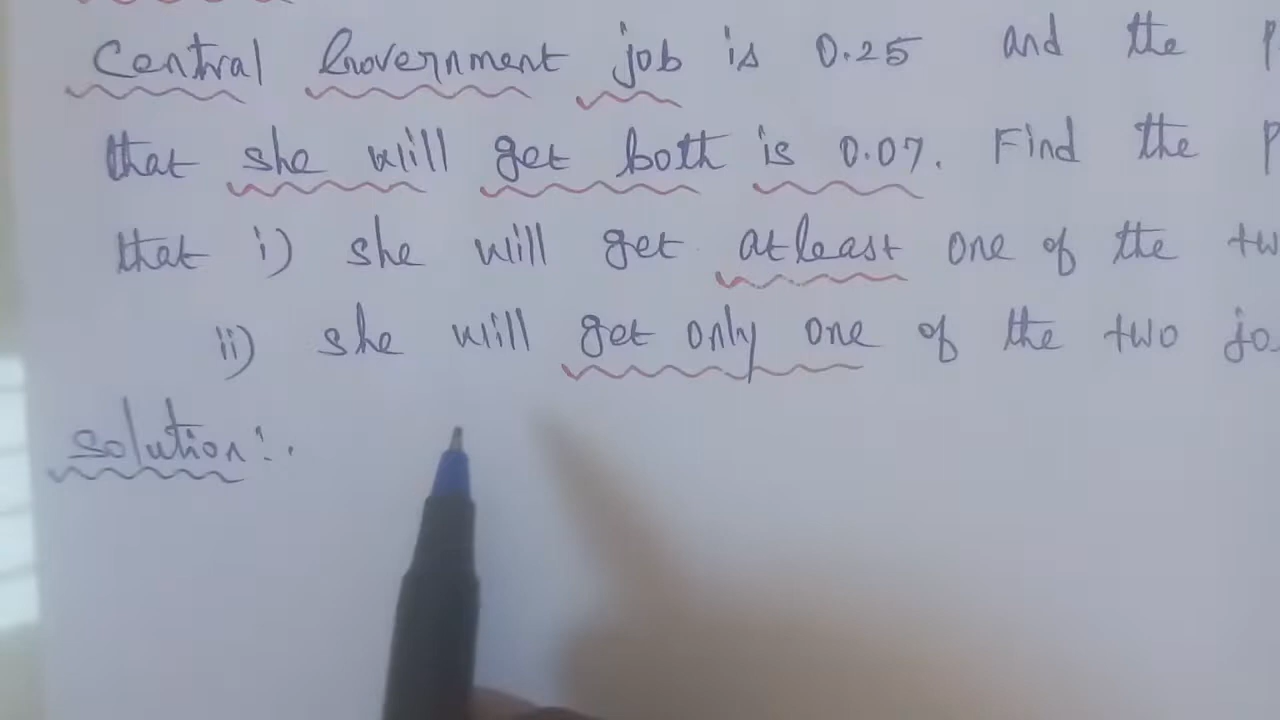 Central Government job is 0.25 and the
that she will get both is 0.07. Find the
that i) she will get atleast one of the
ii) she will get only one of the two
Solution:.